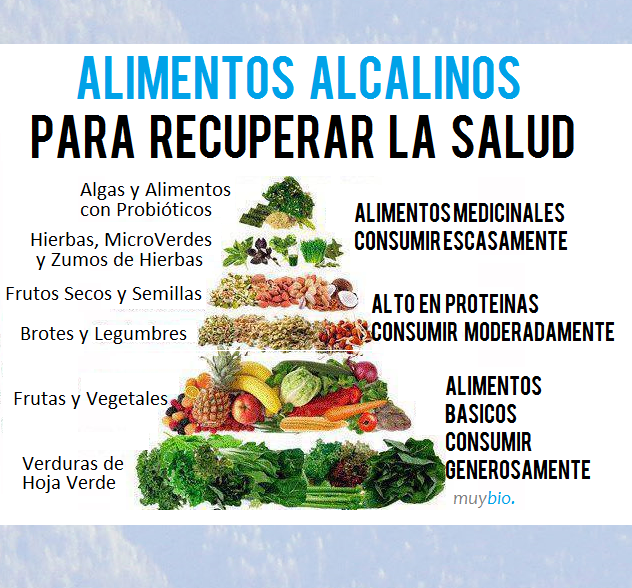 ALIMENTOS ALCALINOS
PARA RECUPERAR LA SALUD
Algas y Alimentos
con Probióticos
ALIMENTOS MEDICINALES
CONSUMIR ESCASAMENTE
Hierbas, MicroVerdes
y Zumos de Hierbas
Frutos Secos y Semillas
Brotes y Legumbres
ALTO EN PROTEINAS
CONSUMIR MODERADAMENTE
Frutas y Vegetales
Verduras de
Hoja Verde
ALIMENTOS
BASICOS
CONSUMIR
GENEROSAMENTE
muybio.